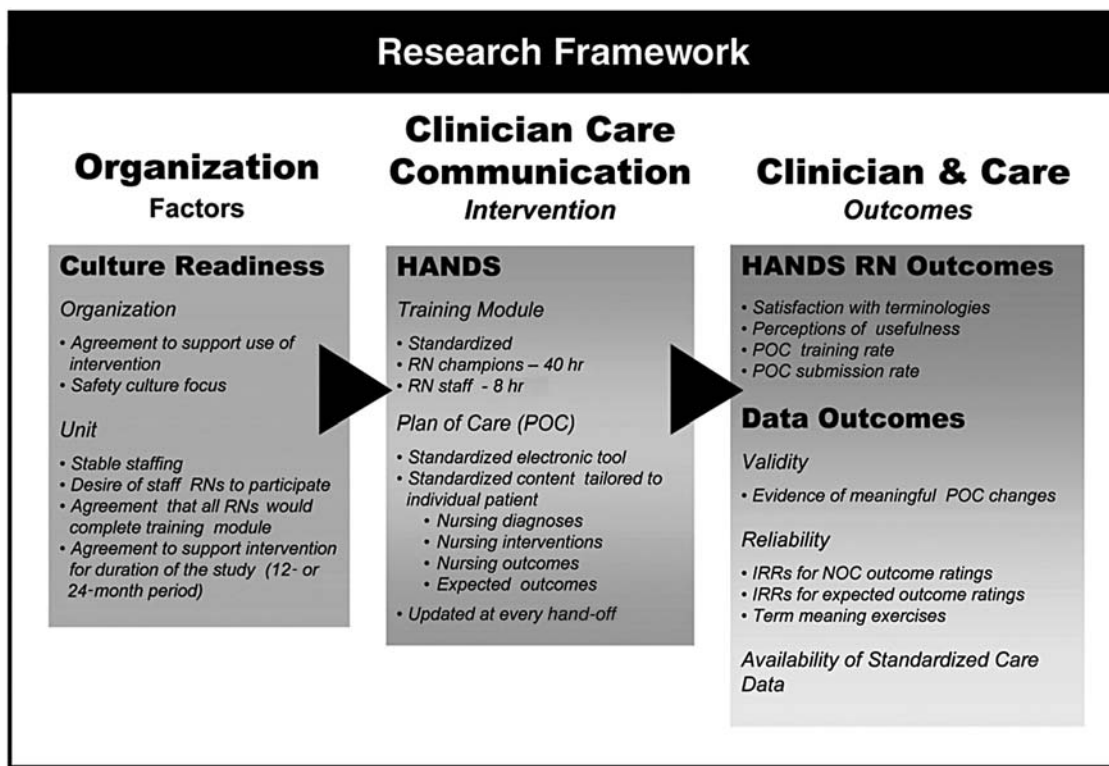 Research Framework
Organization
Factors
Culture Readiness
Organization
• Agreement to support use of
intervention
• Safety culture focus
Unit
• Stable staffing
• Desire of staff RNs to participate
• Agreement that all RNs would
complete training module
• Agreement to support intervention
for duration of the study (12- or
24-month period)
Clinician Care
Communication
Intervention
HANDS
Training Module
• Standardized
• RN champions – 40 hr
• RN staff - 8 hr
Plan of Care (POC)
• Standardized electronic tool
• Standardized content tailored to
individual patient
• Nursing diagnoses
• Nursing interventions
• Nursing outcomes
• Expected outcomes
• Updated at every hand-off
Clinician & Care
Outcomes
HANDS RN Outcomes
• Satisfaction with terminologies
• Perceptions of usefulness
• POC training rate
• POC submission rate
Data Outcomes
Validity
• Evidence of meaningful POC changes
Reliability
• IRRs for NOC outcome ratings
• IRRs for expected outcome ratings
• Term meaning exercises
Availability of Standardized Care
Data